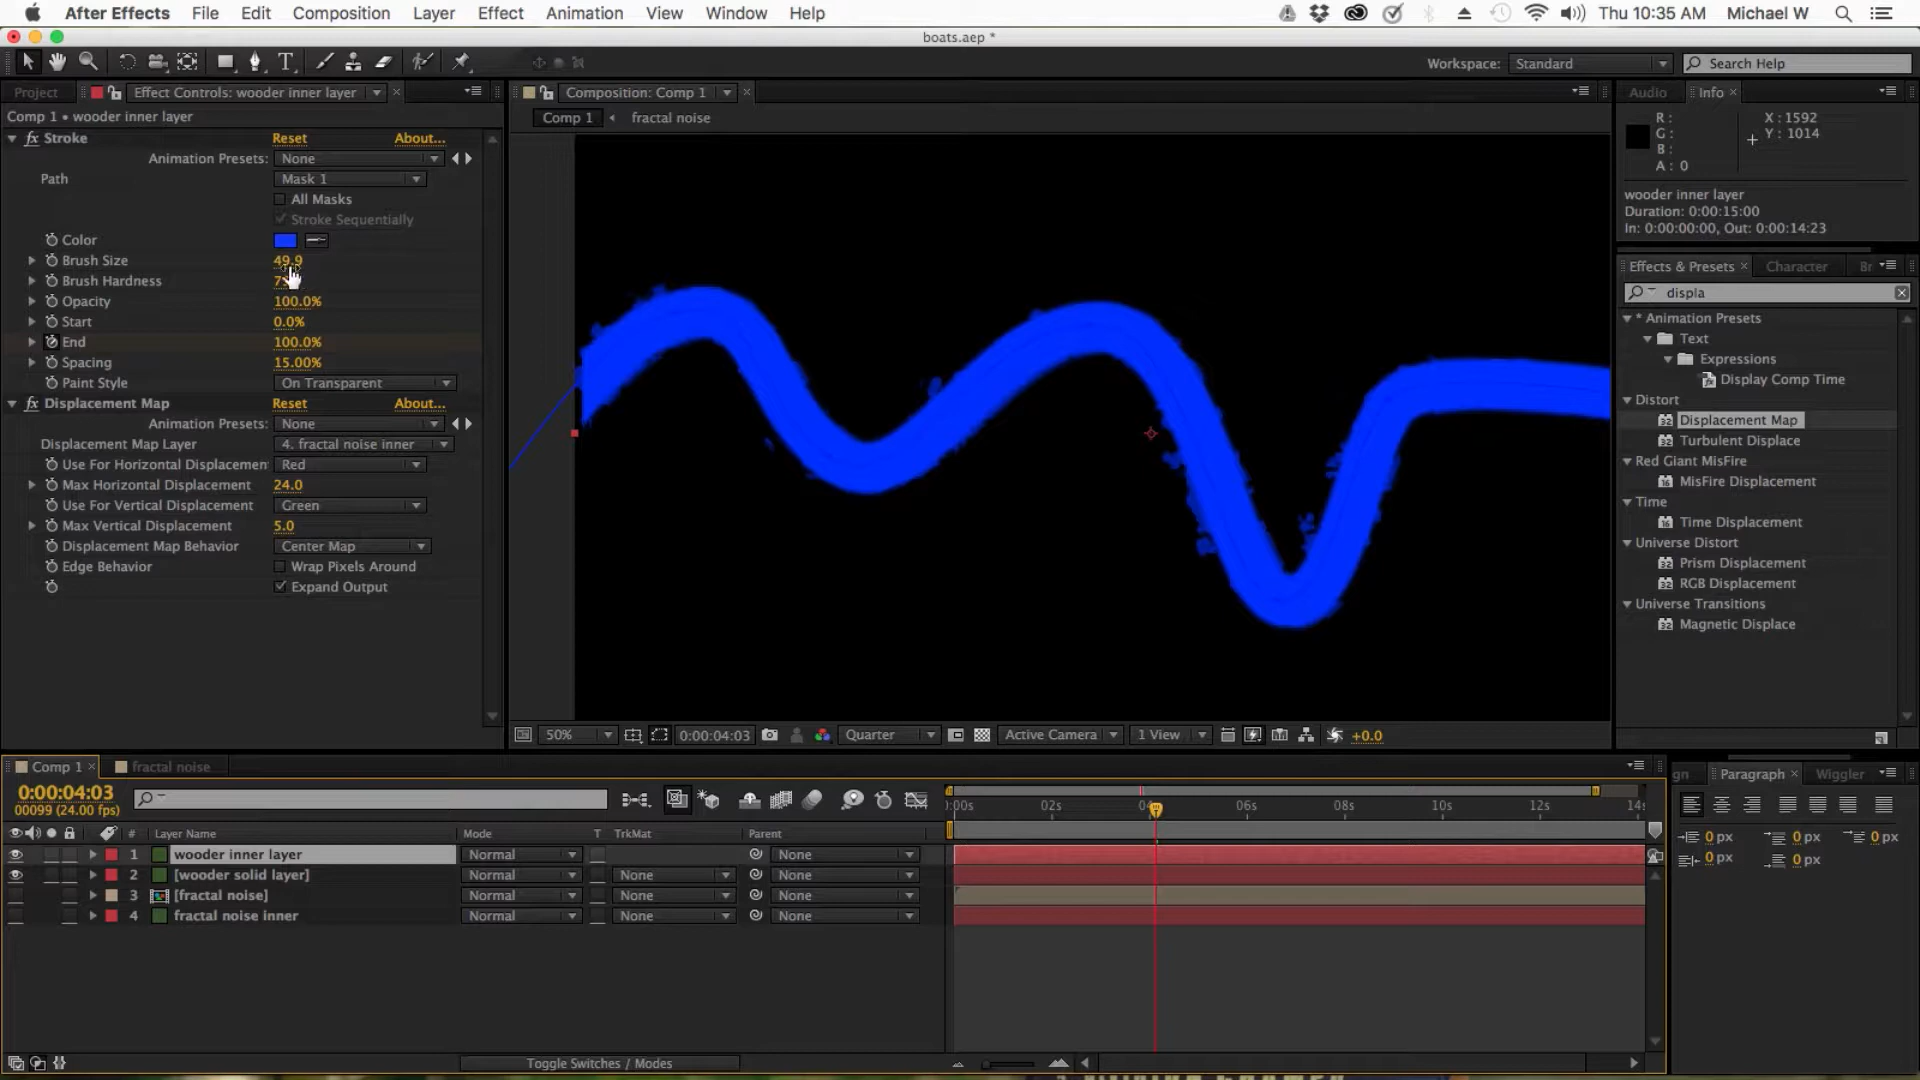 After Effects File Edit Composition Layer Effect Animation View Window Help Thu 10:35 AM Michael W
boats.aep *
Workspace: Standard Search Help
Project Effect Controls: wooder inner layer Composition: Comp 1 Audio Info
Comp 1 • wooder inner layer
Comp 1 fractal noise
R: X: 1592
G: Y: 1014
B:
A: 0
wooder inner layer
Duration: 0:00:15:00
In: 0:00:00:00, Out: 0:00:14:23
Stroke Reset About...
Animation Presets: None
Path Mask 1
All Masks
Stroke Sequentially
Color
Brush Size 49.9
Brush Hardness
Opacity 100.0%
Start 0.0%
End 100.0%
Spacing 15.00%
Paint Style On Transparent
Displacement Map Reset About...
Animation Presets: None
Displacement Map Layer 4. fractal noise inner
Use For Horizontal Displacemen Red
Max Horizontal Displacement 24.0
Use For Vertical Displacement Green
Max Vertical Displacement 5.0
Displacement Map Behavior Center Map
Edge Behavior Wrap Pixels Around
Expand Output
Effects & Presets Character Br
displa
* Animation Presets
Text
Expressions
Display Comp Time
Distort
Displacement Map
Turbulent Displace
Red Giant MisFire
MisFire Displacement
Time
Time Displacement
Universe Distort
Prism Displacement
RGB Displacement
Universe Transitions
Magnetic Displace
50% 0:00:04:03 Quarter Active Camera 1 View +0.0
Comp 1 fractal noise
0:00:04:03
00099 (24.00 fps)
:00s 02s 04 06s 08s 10s 12s 14s
# Layer Name Mode T TrkMat Parent
1 wooder inner layer Normal None
2 [wooder solid layer] Normal None None
3 [fractal noise] Normal None None
4 fractal noise inner Normal None None
Toggle Switches / Modes
gn Paragraph Wiggler
0 px 0 px 0 px
0 px 0 px